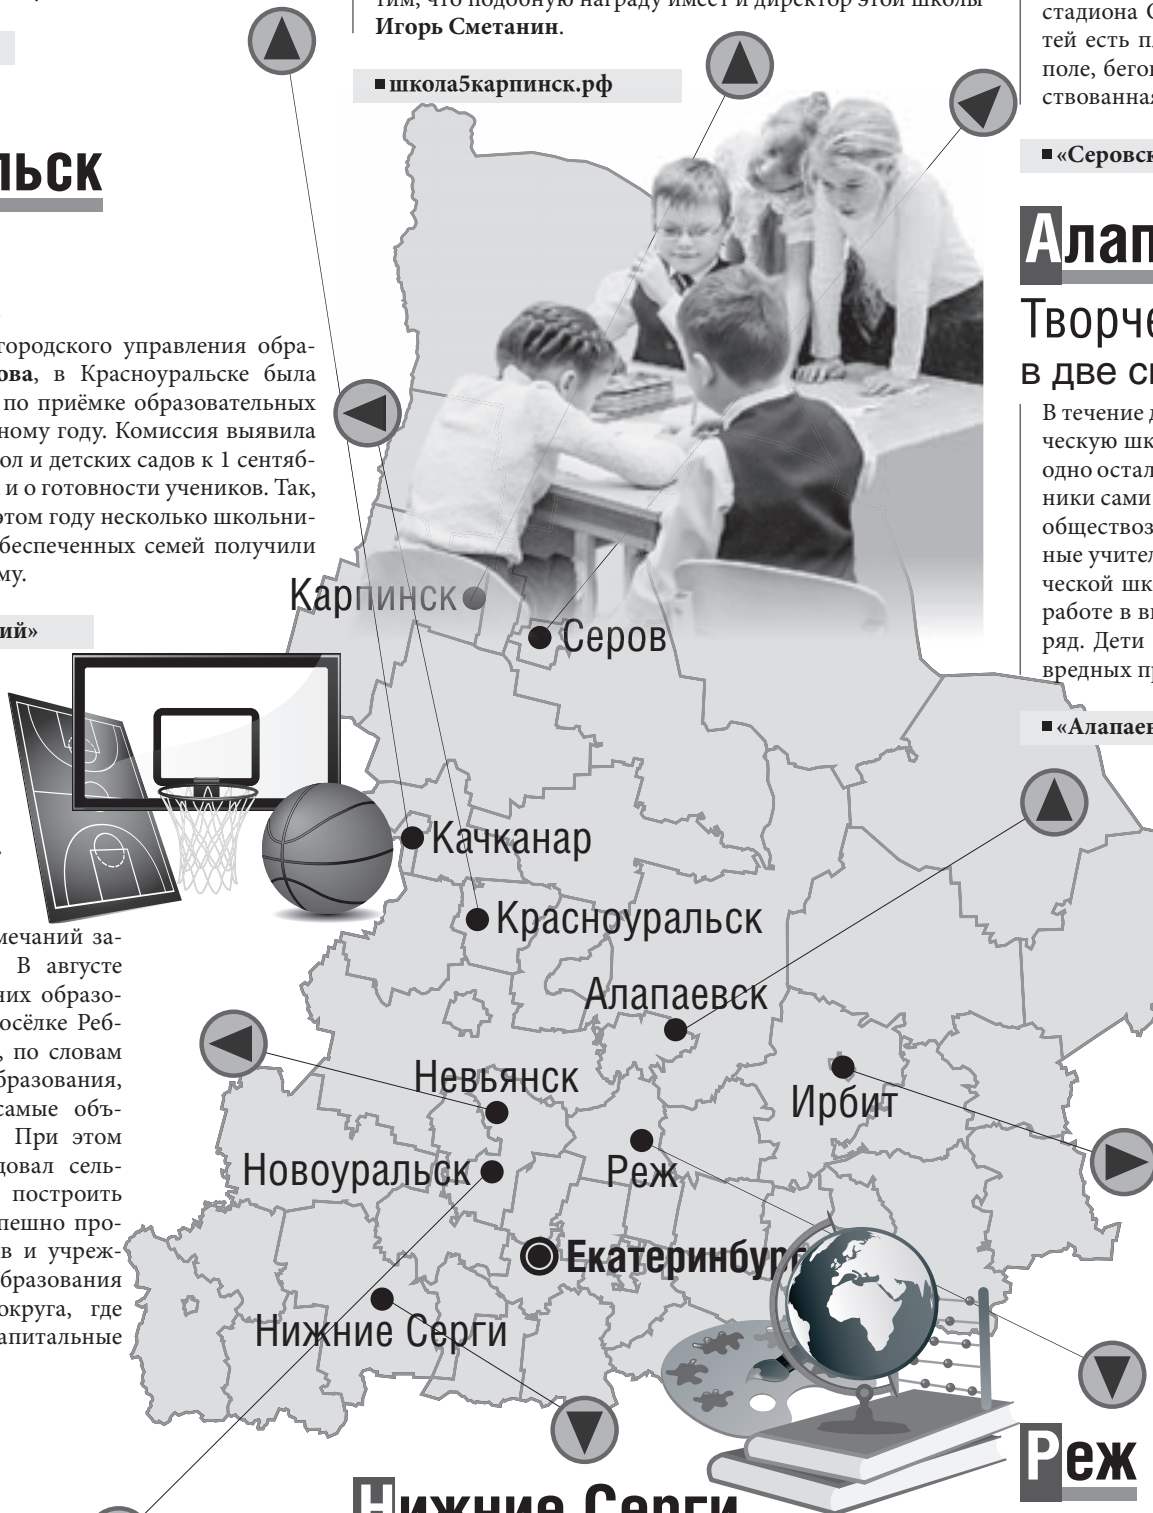 тим, что подобную награду имеет и директор этой школы
Игорь Сметанин.
школа5карпинск.рф
стадиона С
тей есть пл
поле, бегов
ствованная
«Серовск
льск
городского управления обра-
ова, в Красноуральске была
по приёмке образовательных
ному году. Комиссия выявила
ол и детских садов к 1 сентяб-
и о готовности учеников. Так,
этом году несколько школьни-
беспеченных семей получили
му.
ий»
Алап
Творче
в две с
В течение д
ческую шк
одно остал
ники сами
обществоз
ные учител
ческой шк
работе в в
ряд. Дети
вредных пр
«Алапаев
Карпинск
Серов
Качканар
Красноуральск
Алапаевск
Невьянск
Ирбит
Новоуральск
Реж
Екатеринбург
Нижние Серги
мечаний за-
В августе
них образо-
осёлке Реб-
, по словам
бразования,
самые объ-
При этом
довал сель-
построить
пешно про-
в и учреж-
бразования
округа, где
апитальные
Реж
Нижние Серги